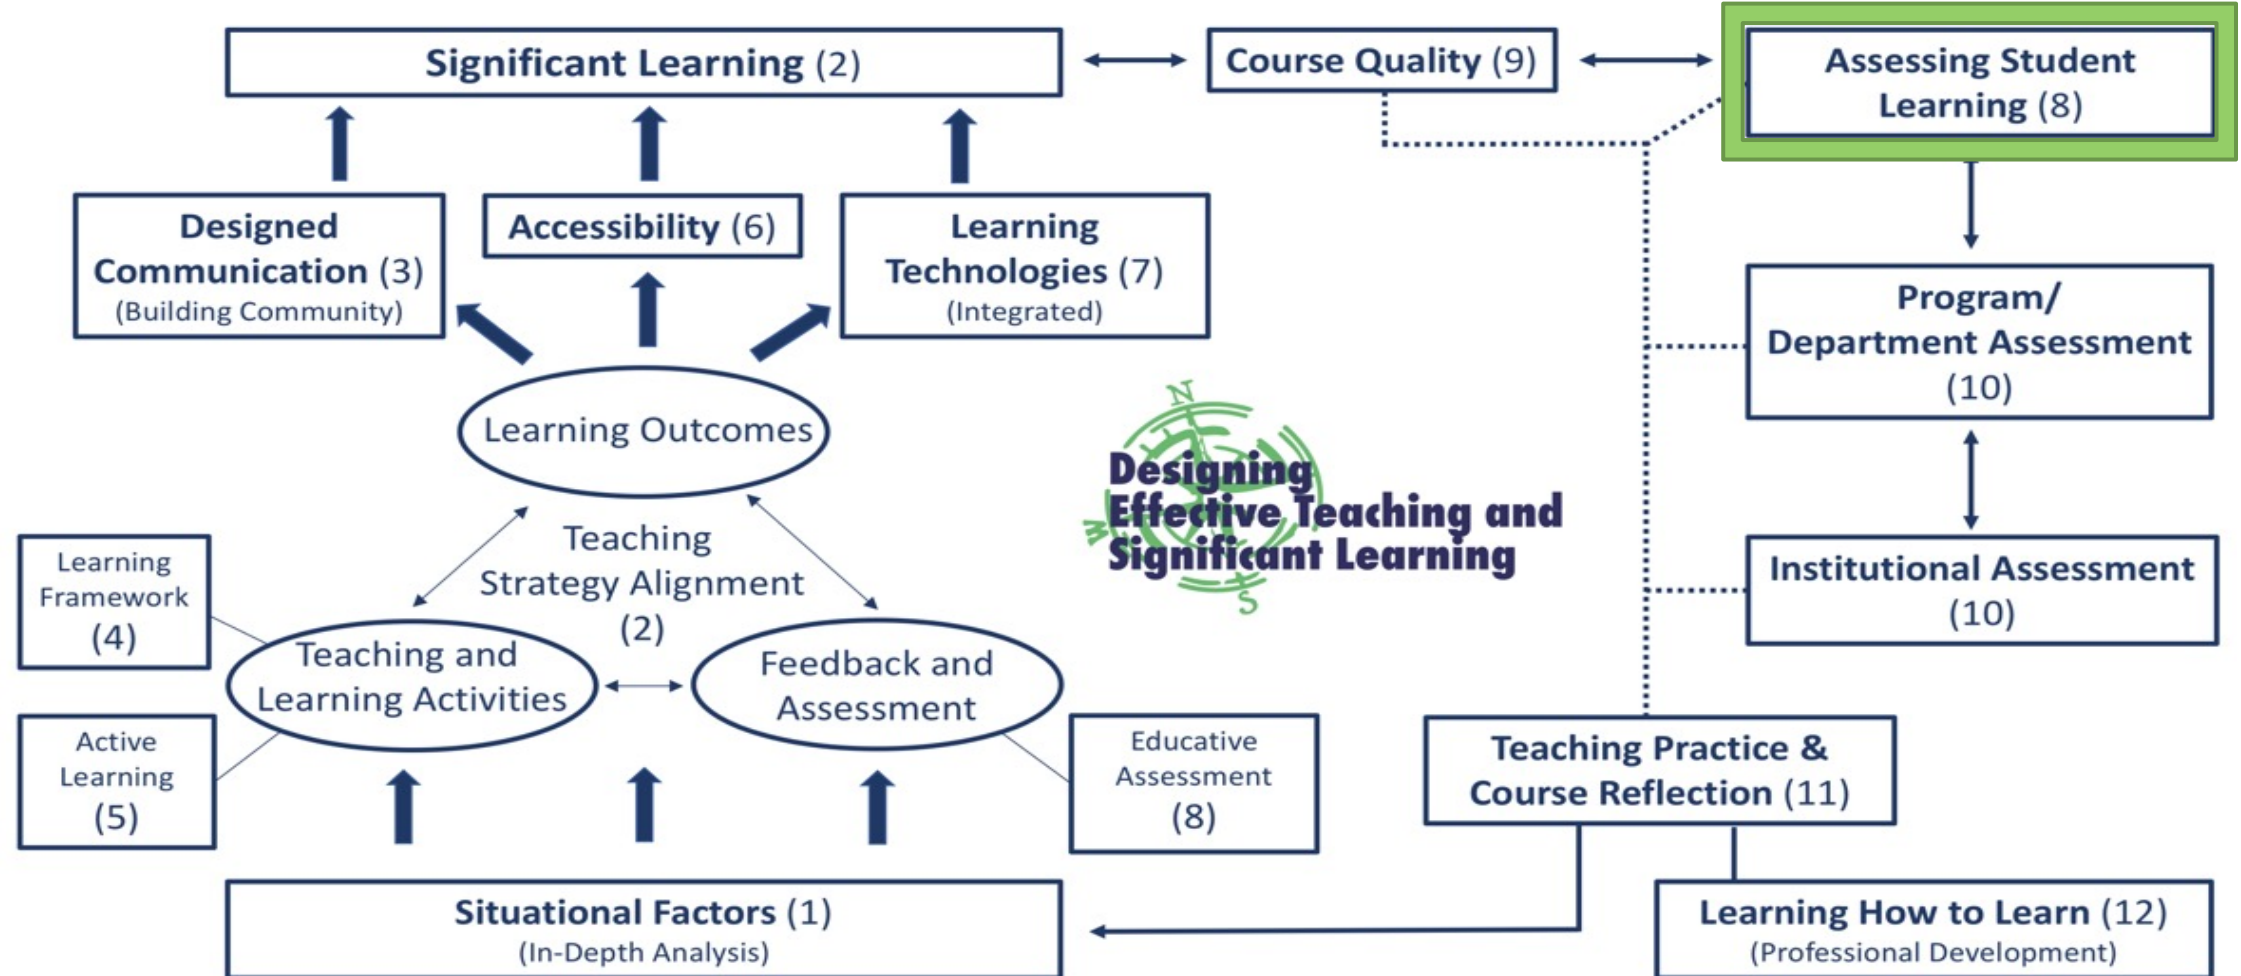 Significant Learning (2)
Course Quality (9)
Assessing Student
Learning (8)
Designed
Communication (3)
(Building Community)
Accessibility (6)
Learning
Technologies (7)
(Integrated)
Program/
Department Assessment
(10)
Learning Outcomes
N
W
S
Designing
Effective Teaching and
Significant Learning
Teaching
Strategy Alignment
(2)
Learning
Framework
(4)
Teaching and
Learning Activities
Feedback and
Assessment
Institutional Assessment
(10)
Active
Learning
(5)
Educative
Assessment
(8)
Teaching Practice &
Course Reflection (11)
Situational Factors (1)
(In-Depth Analysis)
Learning How to Learn (12)
(Professional Development)